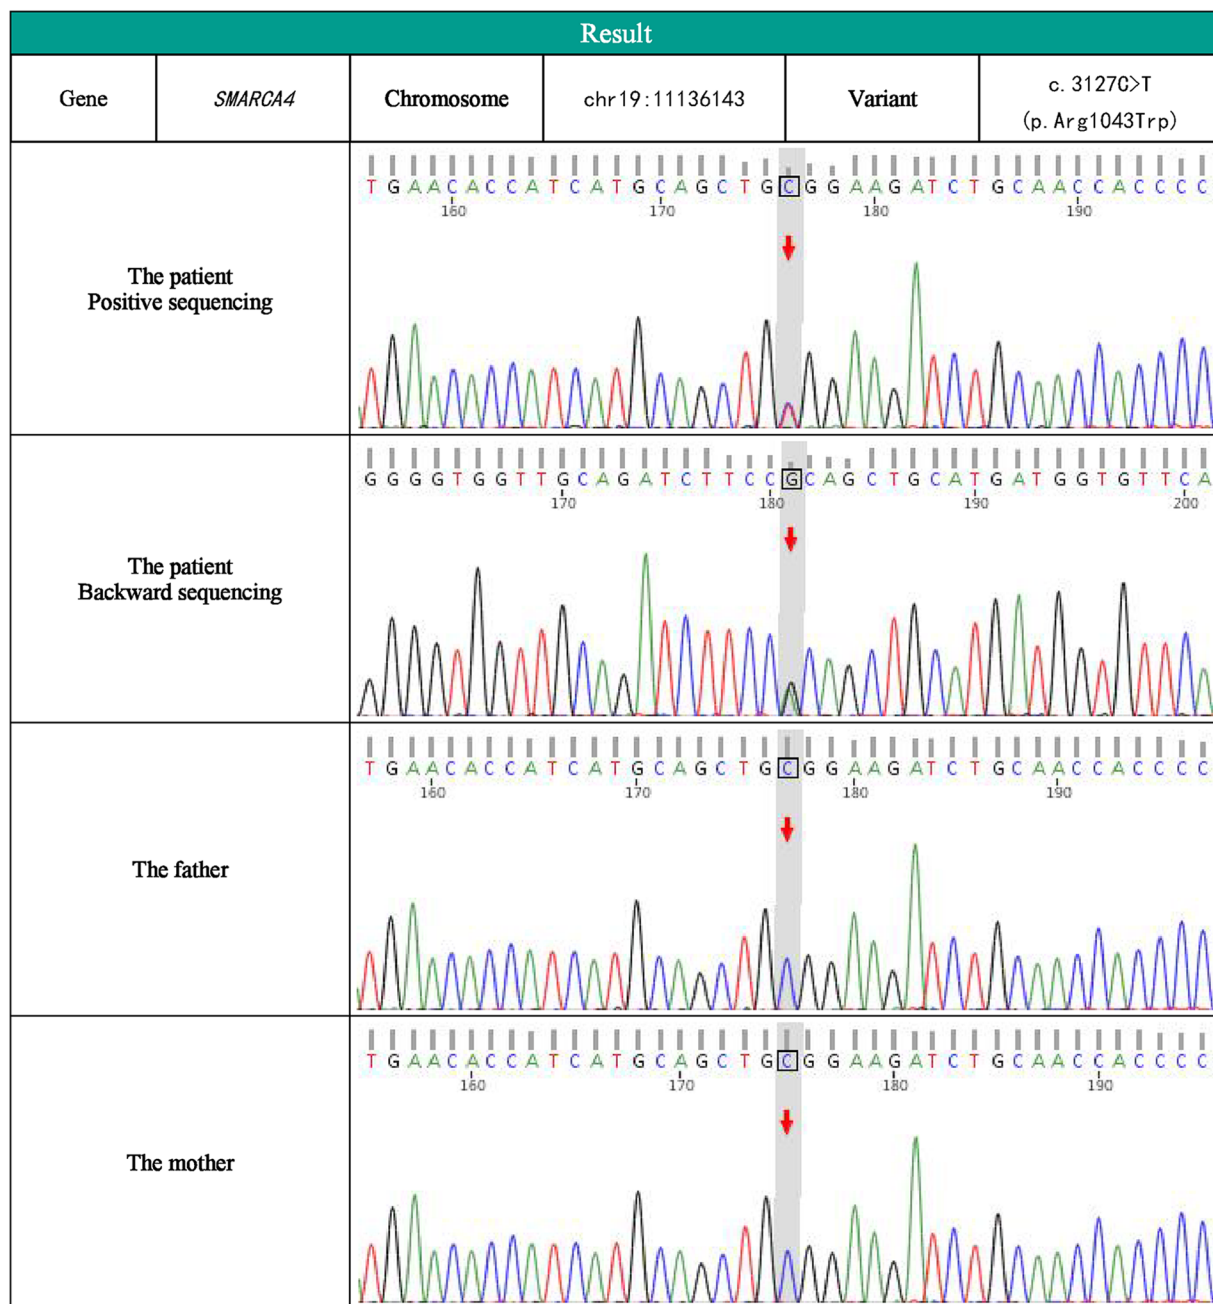 Result
Gene SMARCA4 Chromosome chr19:11136143 Variant c. 3127C>T
(p. Arg1043Trp)
T G A A C A C C A T C A T G C A G C T G C G G A A G A T C T G C A A C C A C C C C
160 170 180 190
The patient
Positive sequencing
G G G G T G G T T G C A G A T C T T C C G C A G C T G C A T G A T G G T G T T C A
170 180 190 200
The patient
Backward sequencing
T G A A C A C C A T C A T G C A G C T G C G G A A G A T C T G C A A C C A C C C C
160 170 180 190
The father
T G A A C A C C A T C A T G C A G C T G C G G A A G A T C T G C A A C C A C C C C
160 170 180 190
The mother